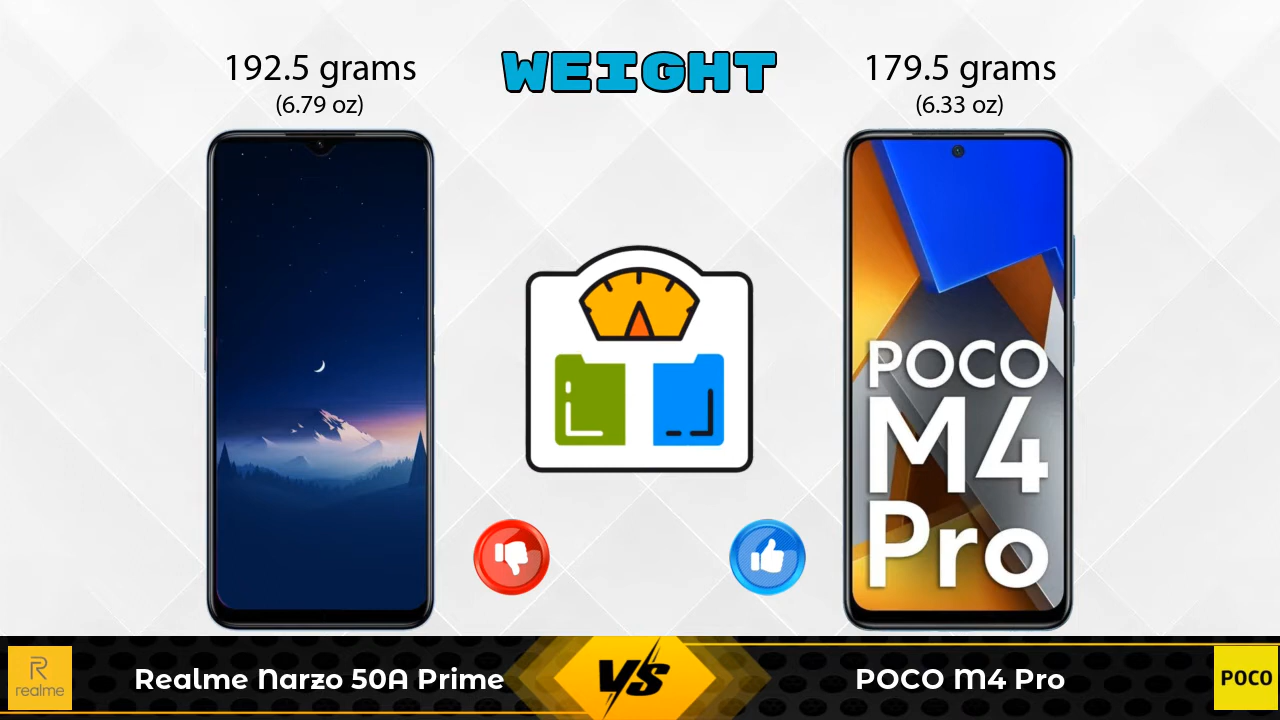 WEIGHT
192.5 grams
(6.79 oz)
179.5 grams
(6.33 oz)
POCO
M4
Pro
R
realme
Realme Narzo 50A Prime
VS
POCO M4 Pro
POCO